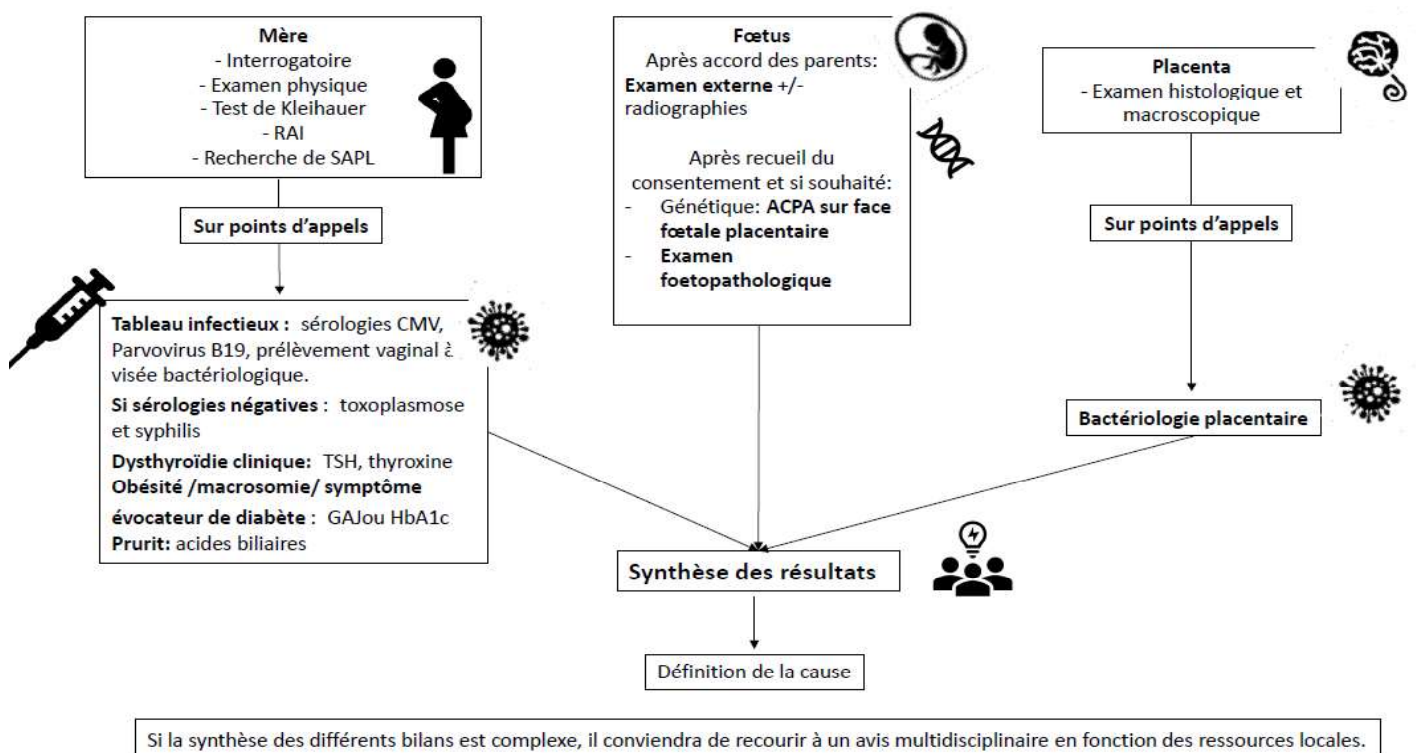 Mère
- Interrogatoire
- Examen physique
- Test de Kleihauer
- RAI
- Recherche de SAPL
Sur points d'appels
Tableau infectieux : sérologies CMV,
Parvovirus B19, prélèvement vaginal à
visée bactériologique.
Si sérologies négatives : toxoplasmose
et syphilis
Dysthyroïdie clinique: TSH, thyroxine
Obésité /macrosomie/ symptôme
évocateur de diabète : GAJou HbA1c
Prurit: acides biliaires
Fœtus
Après accord des parents:
Examen externe +/-
radiographies
Après recueil du
consentement et si souhaité:
- Génétique: ACPA sur face
fœtale placentaire
- Examen
foetopathologique
Placenta
- Examen histologique et
macroscopique
Sur points d'appels
Bactériologie placentaire
Synthèse des résultats
Définition de la cause
Si la synthèse des différents bilans est complexe, il conviendra de recourir à un avis multidisciplinaire en fonction des ressources locales.